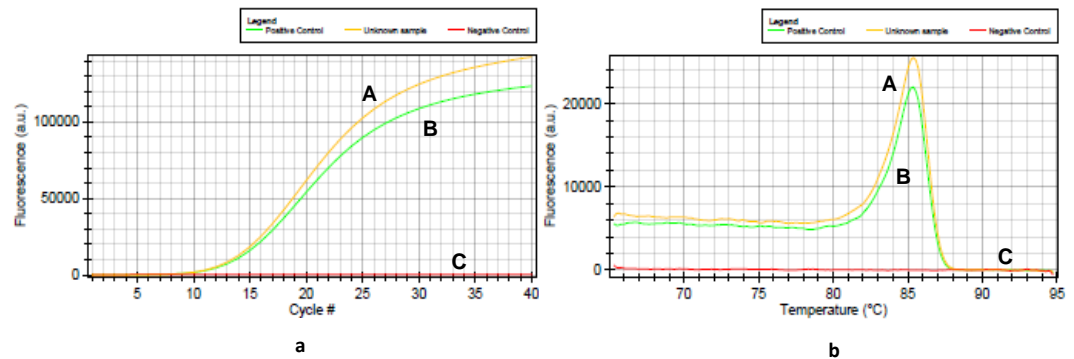 Legend
Positive Control Unknown sample Negative Control
Fluorescence (a.u.)
100000
50000
0
A
B
C
5 10 15 20 25 30 35 40
Cycle #
a
Legend
Positive Control Unknown sample Negative Control
Fluorescence (a.u.)
20000
10000
0
A
B
C
70 75 80 85 90 95
Temperature (°C)
b